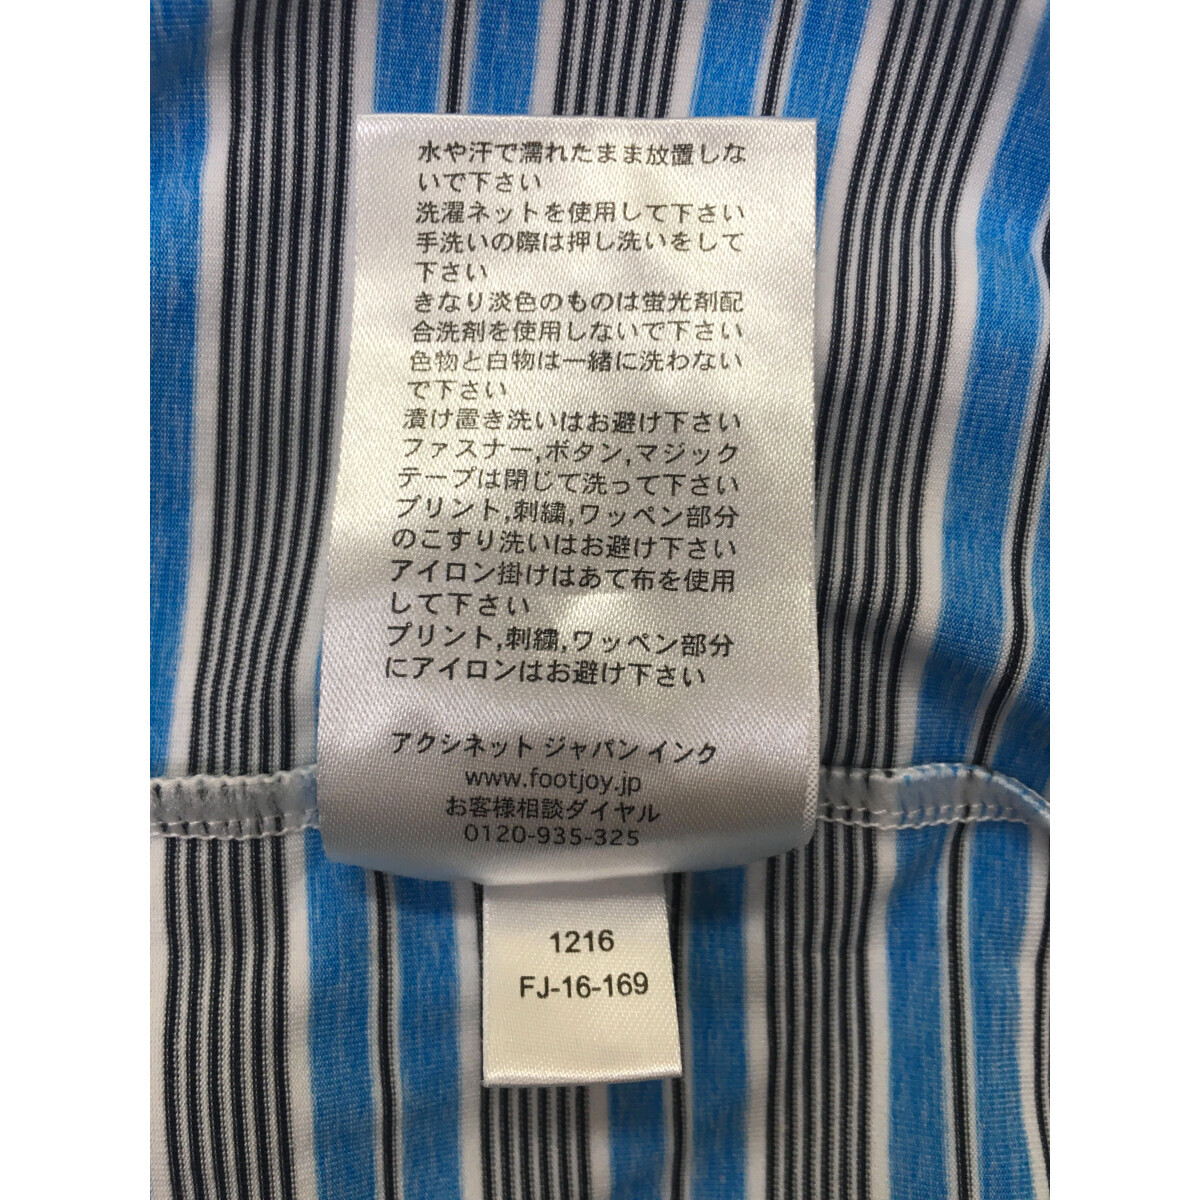 水や汗で濡れたまま放置しな
いで下さい
洗濯ネットを使用して下さい
手洗いの際は押し洗いをして
下さい
きなり淡色のものは蛍光剤配
合洗剤を使用しないで下さい
色物と白物は一緒に洗わない
で下さい
漬け置き洗いはお避け下さい
ファスナー,ボタン,マジック
テープは閉じて洗って下さい
プリント,刺繍,ワッペン部分
のこすり洗いはお避け下さい
アイロン掛けはあて布を使用
して下さい
プリント,刺繍,ワッペン部分
にアイロンはお避け下さい
アクシネット ジャパン インク
www.footjoy.jp
お客様相談ダイヤル
0120-935-325
1216
FJ-16-169